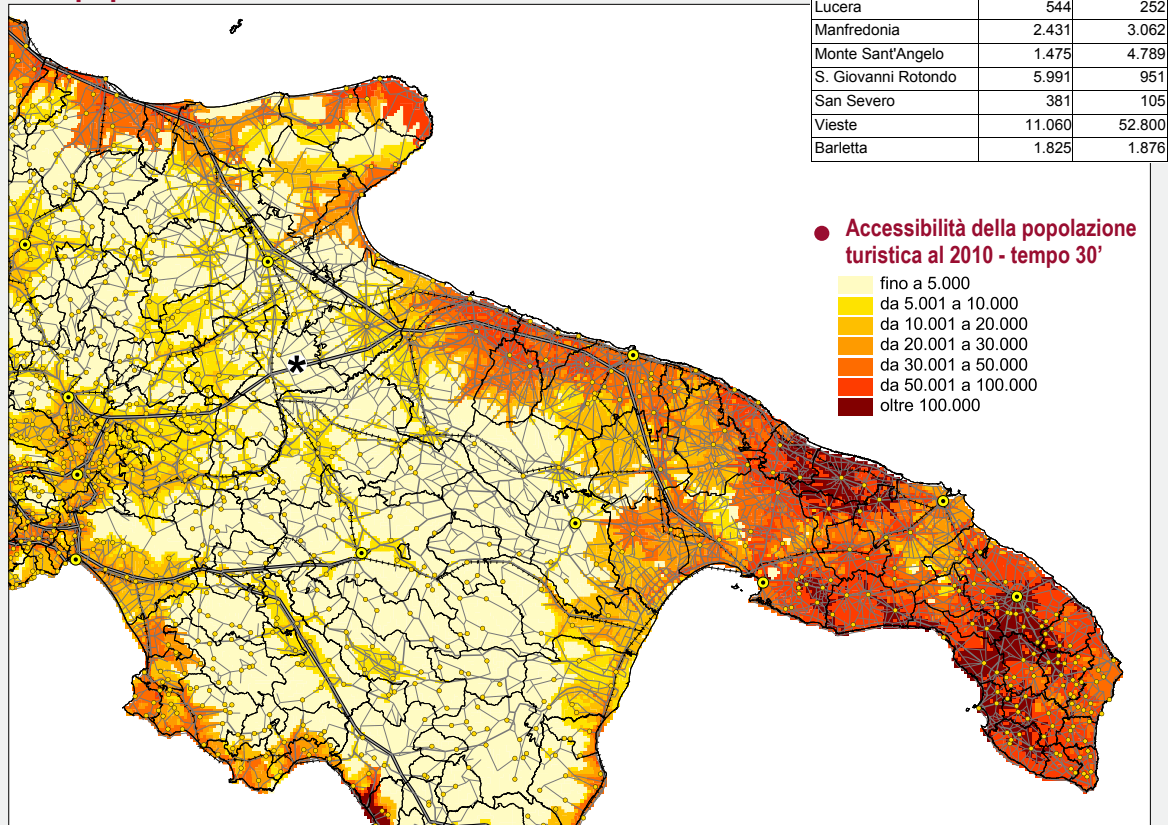 Lucera 544 252
Manfredonia 2.431 3.062
Monte Sant'Angelo 1.475 4.789
S. Giovanni Rotondo 5.991 951
San Severo 381 105
Vieste 11.060 52.800
Barletta 1.825 1.876
Accessibilità della popolazione
turistica al 2010 - tempo 30’
fino a 5.000
da 5.001 a 10.000
da 10.001 a 20.000
da 20.001 a 30.000
da 30.001 a 50.000
da 50.001 a 100.000
oltre 100.000
*